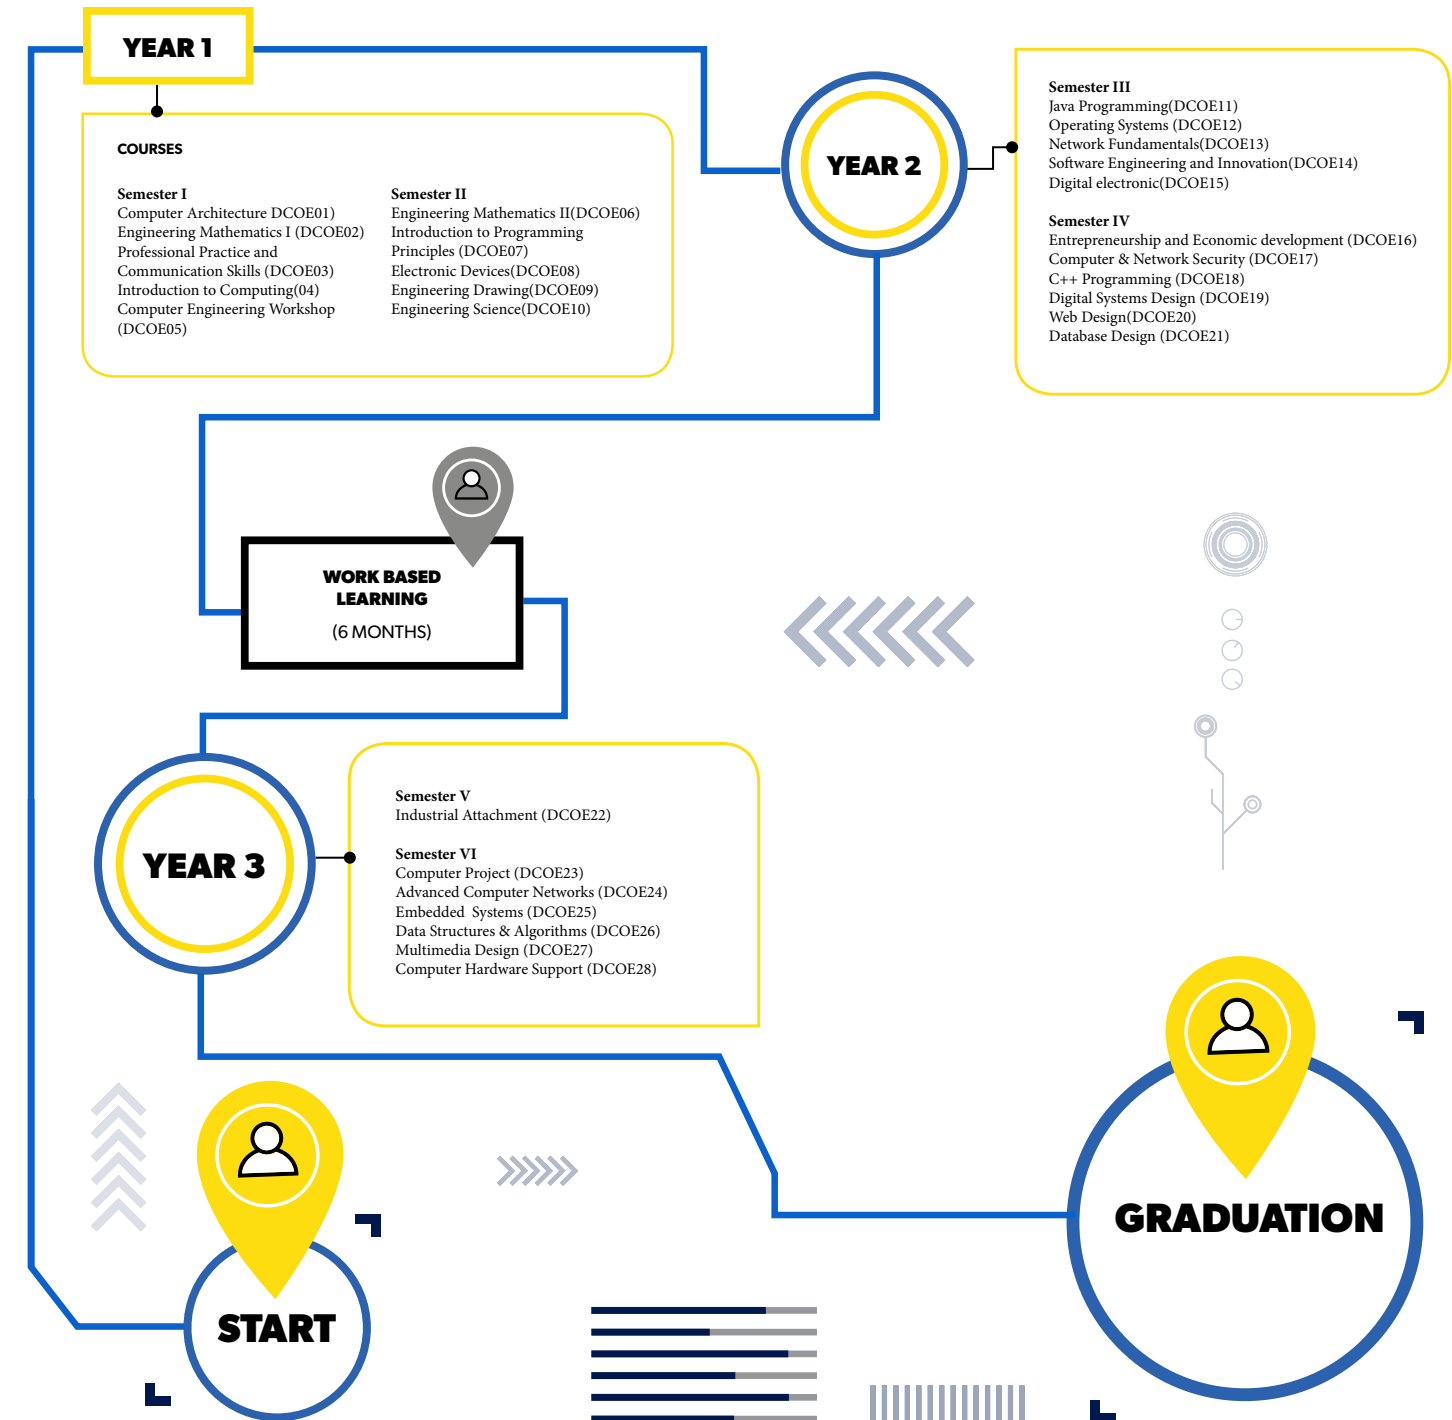 YEAR 1
COURSES
Semester I
Computer Architecture DCOE01)
Engineering Mathematics I (DCOE02)
Professional Practice and
Communication Skills (DCOE03)
Introduction to Computing(04)
Computer Engineering Workshop
(DCOE05)
Semester II
Engineering Mathematics II(DCOE06)
Introduction to Programming
Principles (DCOE07)
Electronic Devices(DCOE08)
Engineering Drawing(DCOE09)
Engineering Science(DCOE10)
YEAR 2
Semester III
Java Programming(DCOE11)
Operating Systems (DCOE12)
Network Fundamentals(DCOE13)
Software Engineering and Innovation(DCOE14)
Digital electronic(DCOE15)
Semester IV
Entrepreneurship and Economic development (DCOE16)
Computer & Network Security (DCOE17)
C++ Programming (DCOE18)
Digital Systems Design (DCOE19)
Web Design(DCOE20)
Database Design (DCOE21)
WORK BASED
LEARNING
(6 MONTHS)
YEAR 3
Semester V
Industrial Attachment (DCOE22)
Semester VI
Computer Project (DCOE23)
Advanced Computer Networks (DCOE24)
Embedded  Systems (DCOE25)
Data Structures & Algorithms (DCOE26)
Multimedia Design (DCOE27)
Computer Hardware Support (DCOE28)
GRADUATION
START